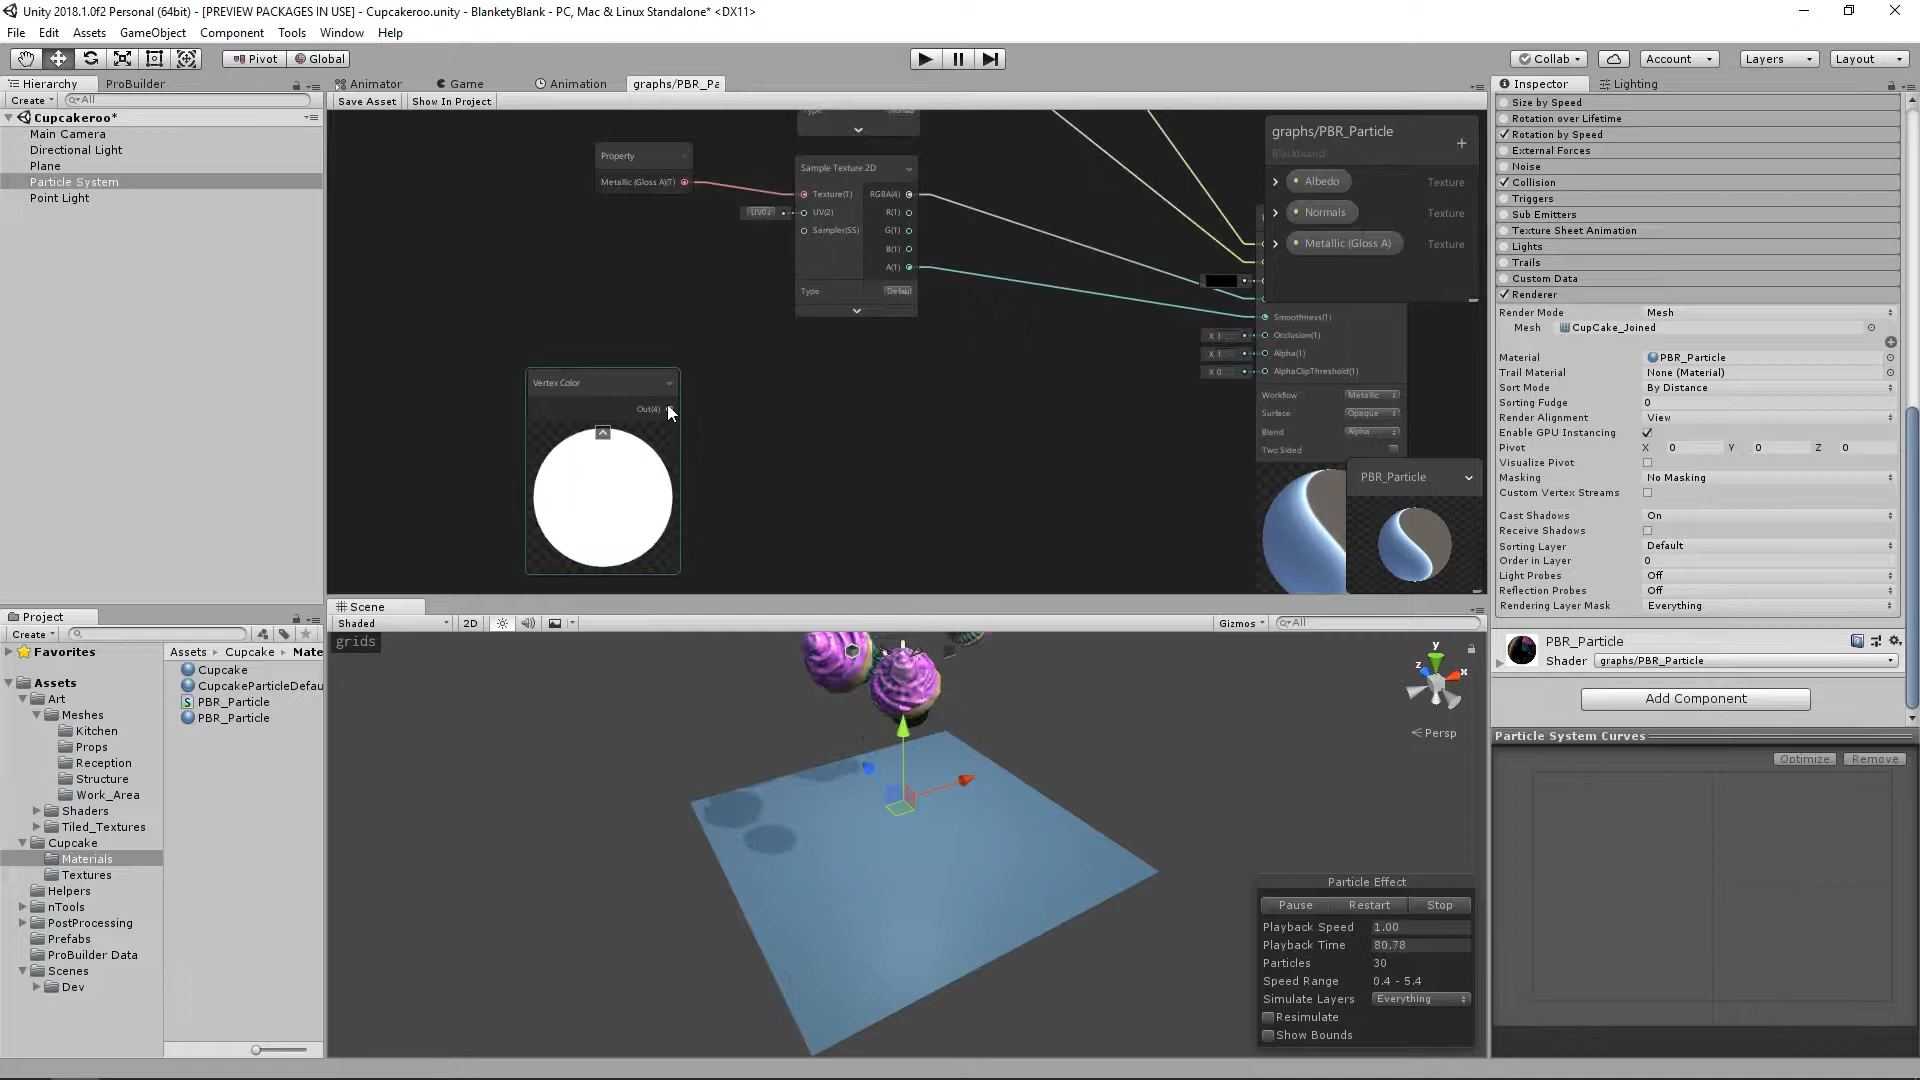 Unity 2018.1.0f2 Personal (64bit) - [PREVIEW PACKAGES IN USE] - Cupcakeroo.unity - BlanketyBlank - PC, Mac & Linux Standalone* <DX11>
File Edit Assets GameObject Component Tools Window Help
Pivot Global Collab Account Layers Layout
Hierarchy ProBuilder
Create All
Cupcakeroo*
Main Camera
Directional Light
Plane
Particle System
Point Light
Animator Game Animation graphs/PBR_Pa
Save Asset Show In Project
Property
Metallic (Gloss A)(T)
Sample Texture 2D
Texture(1) RGBA(4)
UV0 UV(2) R(1)
Sampler(SS) G(1)
B(1)
A(1)
Type
Vertex Color
Out(4)
graphs/PBR_Particle
Blackboard
Albedo Texture
Normals Texture
Metallic (Gloss A) Texture
Smoothness(1)
X 1 Occlusion(1)
X 1 Alpha(1)
X 0 AlphaClipThreshold(1)
Workflow Metallic
Surface Opaque
Blend Alpha
Two Sided
PBR_Particle
Scene
Shaded 2D Gizmos All
grids
y
z
x
Persp
Particle Effect
Pause Restart Stop
Playback Speed 1.00
Playback Time 80.78
Particles 30
Speed Range 0.4 - 5.4
Simulate Layers Everything
Resimulate
Show Bounds
Project
Create
Favorites
Assets
Art
Meshes
Kitchen
Props
Reception
Structure
Work_Area
Shaders
Tiled_Textures
Cupcake
Materials
Textures
Helpers
nTools
PostProcessing
Prefabs
ProBuilder Data
Scenes
Dev
Assets Cupcake Mate
Cupcake
CupcakeParticleDefau
PBR_Particle
PBR_Particle
Inspector Lighting
Size by Speed
Rotation over Lifetime
Rotation by Speed
External Forces
Noise
Collision
Triggers
Sub Emitters
Texture Sheet Animation
Lights
Trails
Custom Data
Renderer
Render Mode Mesh
Mesh CupCake_Joined
Material PBR_Particle
Trail Material None (Material)
Sort Mode By Distance
Sorting Fudge 0
Render Alignment View
Enable GPU Instancing
Pivot X 0 Y 0 Z 0
Visualize Pivot
Masking No Masking
Custom Vertex Streams
Cast Shadows On
Receive Shadows
Sorting Layer Default
Order in Layer 0
Light Probes Off
Reflection Probes Off
Rendering Layer Mask Everything
PBR_Particle
Shader graphs/PBR_Particle
Add Component
Particle System Curves
Optimize Remove